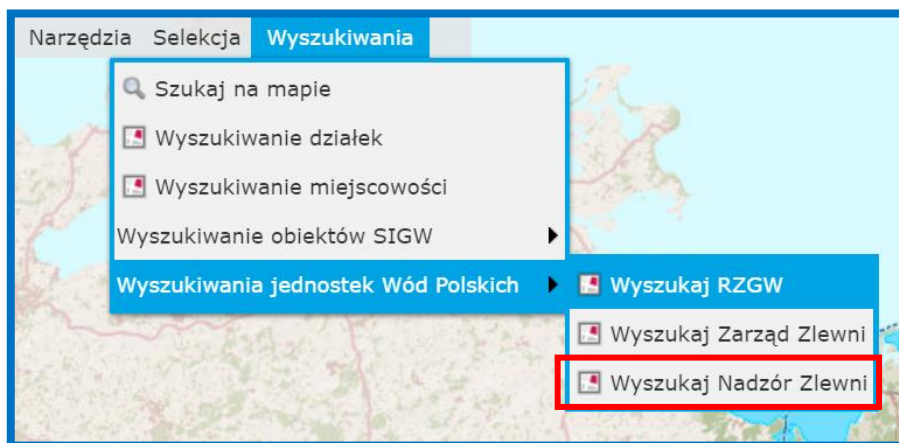 Narzędzia Selekcja Wyszukiwania
Szukaj na mapie
Wyszukiwanie działek
Wyszukiwanie miejscowości
Wyszukiwanie obiektów SIGW
Wyszukiwania jednostek Wód Polskich
Wyszukaj RZGW
Wyszukaj Zarząd Zlewni
Wyszukaj Nadzór Zlewni